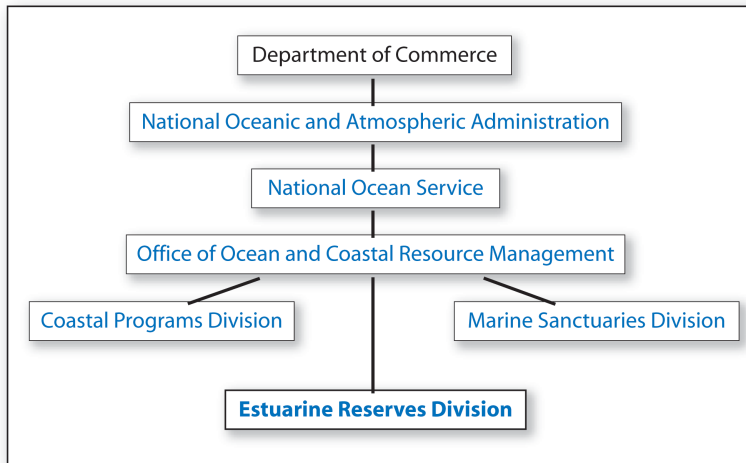 Department of Commerce
National Oceanic and Atmospheric Administration
National Ocean Service
Office of Ocean and Coastal Resource Management
Coastal Programs Division
Marine Sanctuaries Division
Estuarine Reserves Division